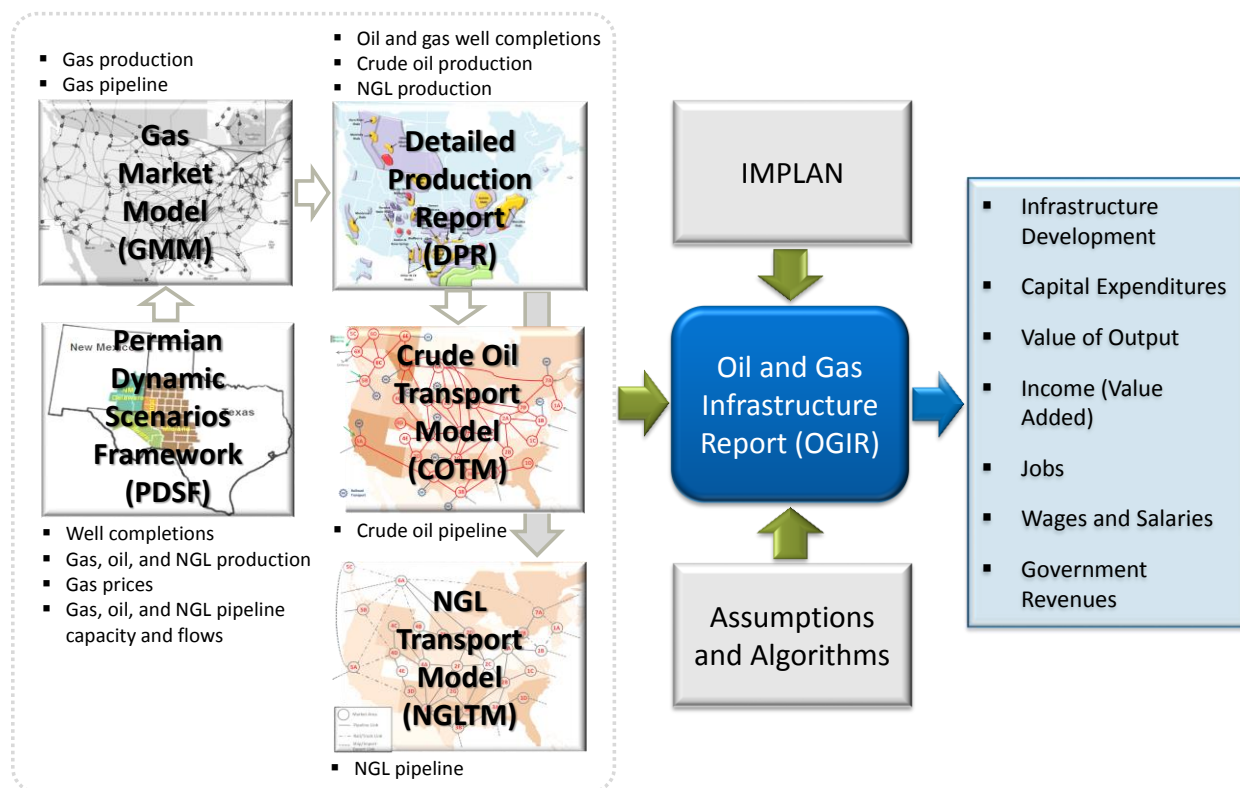 ▪ Gas production
▪ Gas pipeline
Gas
Market
Model
(GMM)
▪ Oil and gas well completions
▪ Crude oil production
▪ NGL production
Detailed
Production
Report
(DPR)
New Mexico
Texas
Permian
Dynamic
Scenarios
Framework
(PDSF)
▪ Well completions
▪ Gas, oil, and NGL production
▪ Gas prices
▪ Gas, oil, and NGL pipeline
capacity and flows
Crude Oil
Transport
Model
(COTM)
▪ Crude oil pipeline
NGL
Transport
Model
(NGLTM)
▪ NGL pipeline
IMPLAN
Oil and Gas
Infrastructure
Report (OGIR)
Assumptions
and Algorithms
▪ Infrastructure
Development
▪ Capital Expenditures
▪ Value of Output
▪ Income (Value
Added)
▪ Jobs
▪ Wages and Salaries
▪ Government
Revenues